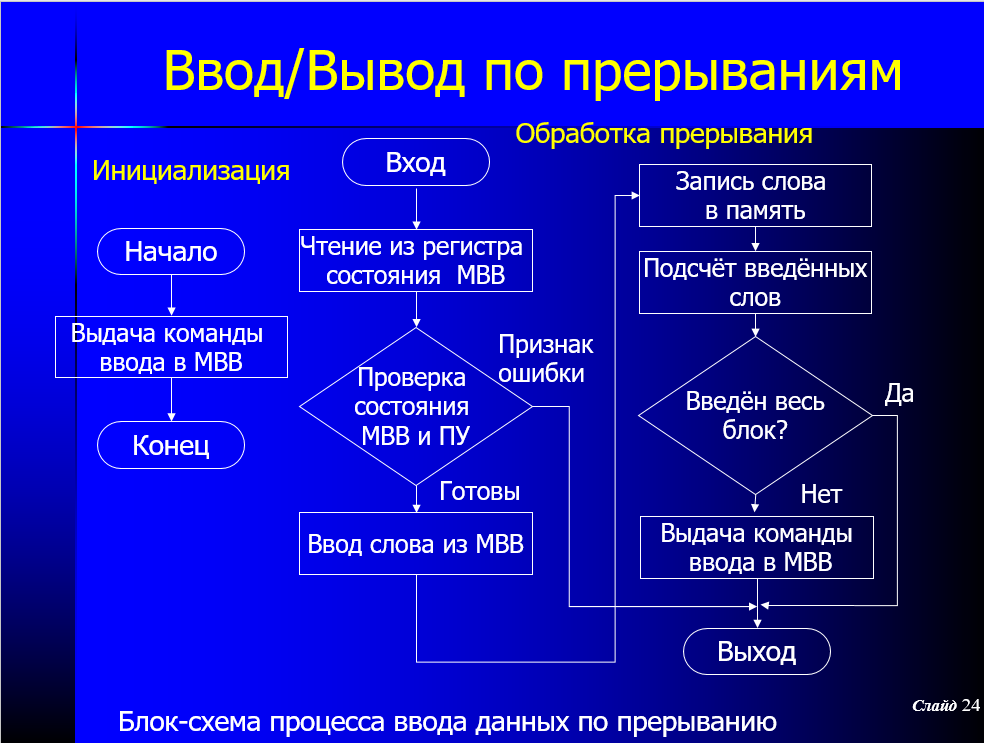 Ввод/Вывод по прерываниям
Инициализация
Начало
Выдача команды
ввода в МВВ
Конец
Обработка прерывания
Вход
Чтение из регистра
состояния МВВ
Проверка
состояния
МВВ и ПУ
Признак
ошибки
Готовы
Ввод слова из МВВ
Запись слова
в память
Подсчёт введённых
слов
Введён весь
блок?
Да
Нет
Выдача команды
ввода в МВВ
Выход
Слайд 24
Блок-схема процесса ввода данных по прерыванию